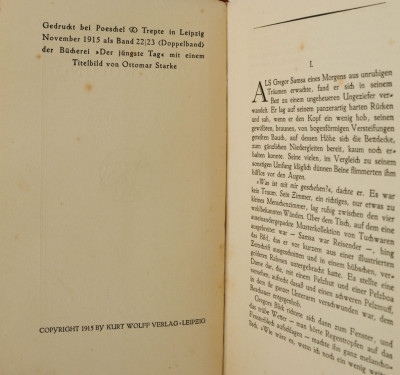 Gedruckt bei Poeschel & Trepte in Leipzig
November 1915 als Band 22|23 (Doppelband)
der Bücherei »Der jüngste Tag« mit einem
Titelbild von Ottomar Starke
COPYRIGHT 1915 BY KURT WOLFF VERLAG • LEIPZIG
I.
ALS Gregor Samsa eines Morgens aus unruhigen
Träumen erwachte, fand er sich in seinem
Bett zu einem ungeheueren Ungeziefer ver-
wandelt. Er lag auf seinem panzerartig harten Rücken
und sah, wenn er den Kopf ein wenig hob, seinen
gewölbten, braunen, von bogenförmigen Versteifungen
geteilten Bauch, auf dessen Höhe sich die Bettdecke,
zum gänzlichen Niedergleiten bereit, kaum noch er-
halten konnte. Seine vielen, im Vergleich zu seinem
sonstigen Umfang kläglich dünnen Beine flimmerten ihm
hilflos vor den Augen.
»Was ist mit mir geschehen?«, dachte er. Es war
kein Traum. Sein Zimmer, ein richtiges, nur etwas zu
kleines Menschenzimmer, lag ruhig zwischen den vier
wohlbekannten Wänden. Über dem Tisch, auf dem eine
auseinandergepackte Musterkollektion von Tuchwaren
ausgebreitet war — Samsa war Reisender —, hing
das Bild, das er vor kurzem aus einer illustrierten
Zeitschrift ausgeschnitten und in einem hübschen, ver-
goldeten Rahmen untergebracht hatte. Es stellte eine
Dame dar, die, mit einem Pelzhut und einer Pelzboa
versehen, aufrecht dasaß und einen schweren Pelzmuff,
in dem ihr ganzer Unterarm verschwunden war, dem
Beschauer entgegenhob.
Gregors Blick richtete sich dann zum Fenster, und
das trübe Wetter — man hörte Regentropfen auf das
Fensterblech aufschlagen — machte ihn ganz melancho-
lisch. »Wie wäre es, wenn ich noch ein wenig weiter-